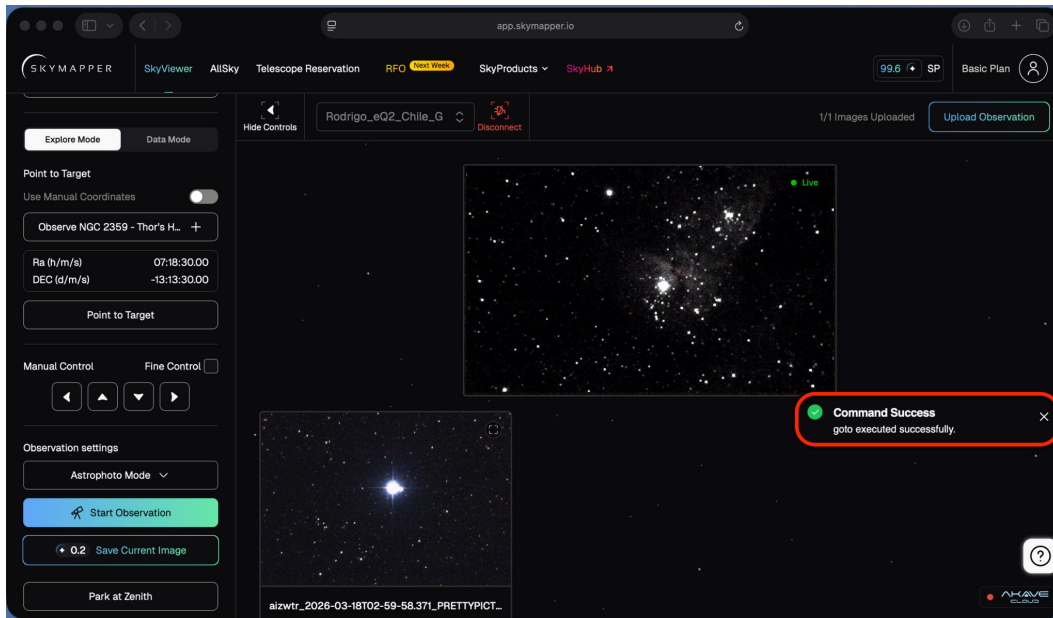 app.skymapper.io
SKYMAPPER
SkyViewer
AllSky
Telescope Reservation
RFO Next Week
SkyProducts
SkyHub
99.6 SP
Basic Plan
Hide Controls
Rodrigo_eQ2_Chile_G
Disconnect
1/1 Images Uploaded
Upload Observation
Explore Mode
Data Mode
Point to Target
Use Manual Coordinates
Observe NGC 2359 - Thor's H... +
Ra (h/m/s) 07:18:30.00
DEC (d/m/s) -13:13:30.00
Point to Target
Manual Control
Fine Control
Observation settings
Astrophoto Mode
Start Observation
0.2 Save Current Image
Park at Zenith
Live
Command Success
goto executed successfully.
aizwtr_2026-03-18T02-59-58.371_PRETTYPICT...
?
AKAVE
CLOUD